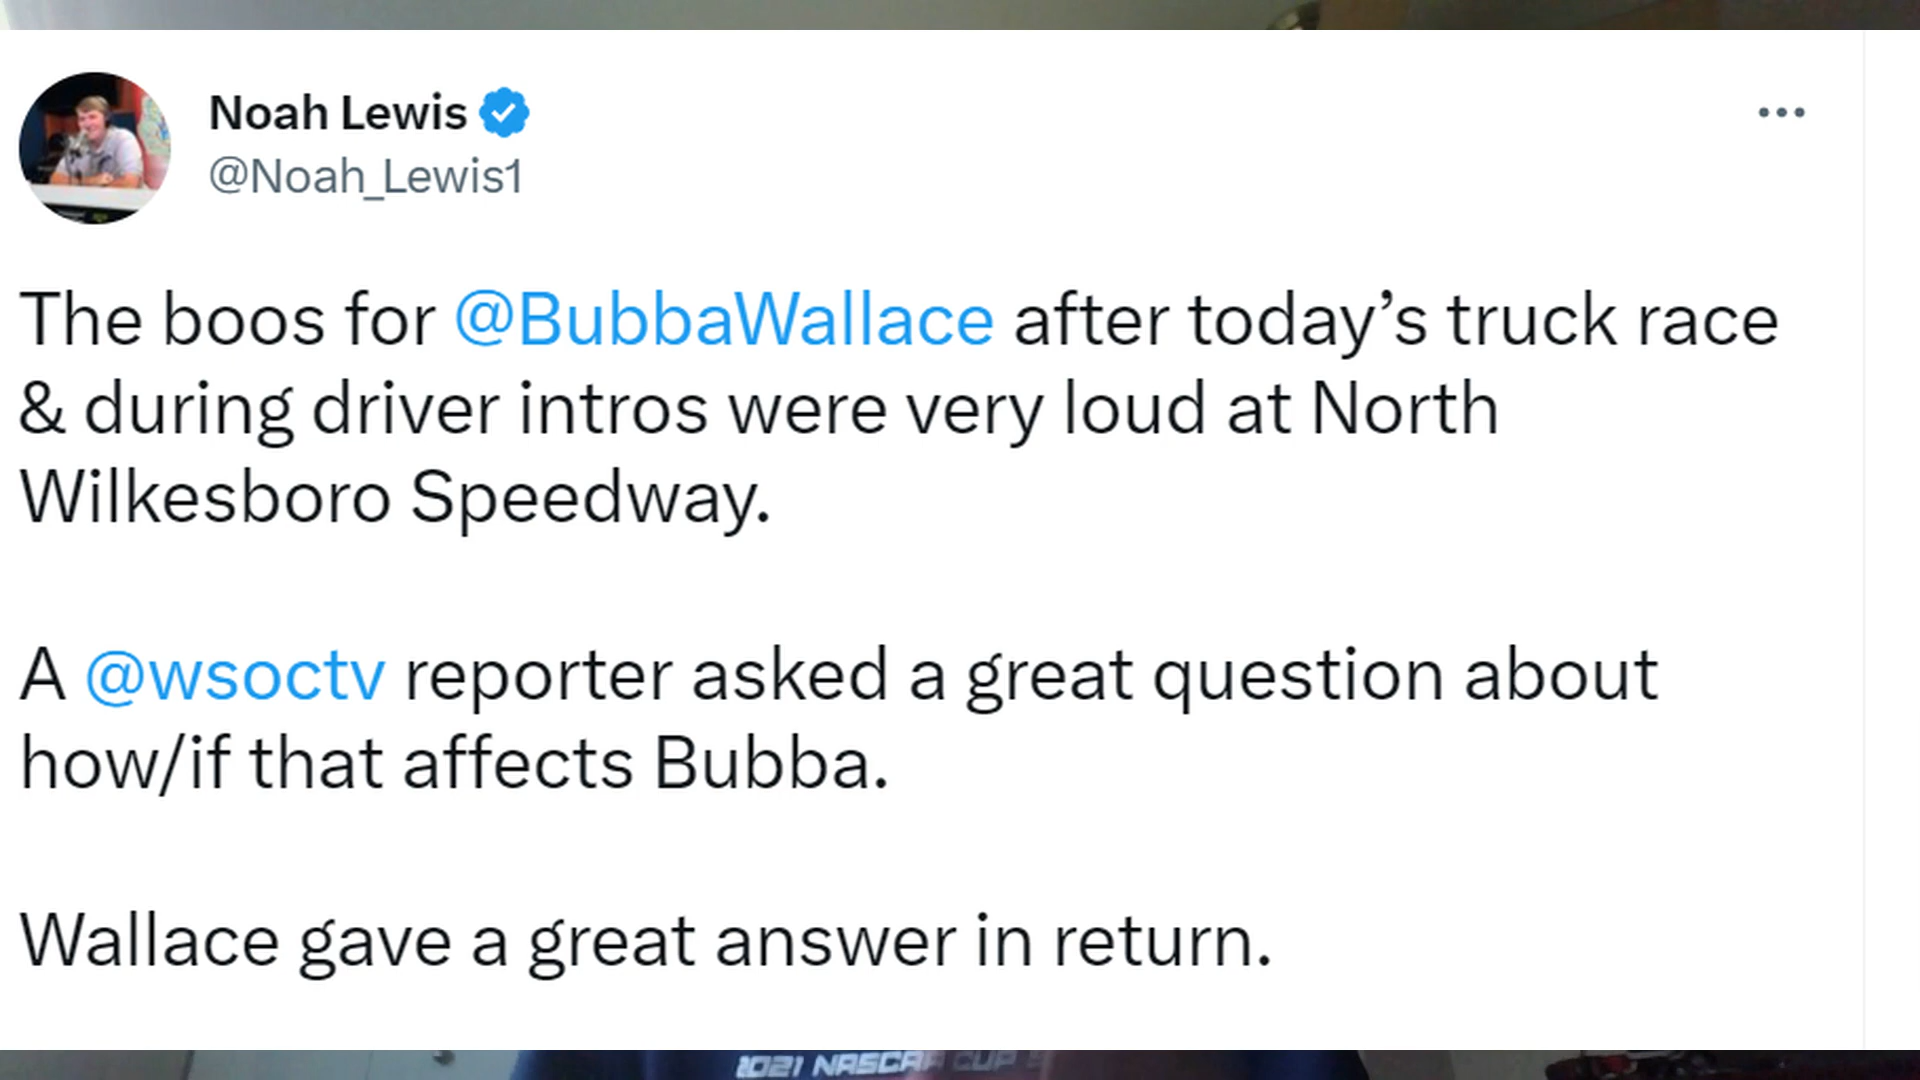 Noah Lewis
@Noah_Lewis1
The boos for @BubbaWallace after today’s truck race
& during driver intros were very loud at North
Wilkesboro Speedway.
A @wsoctv reporter asked a great question about
how/if that affects Bubba.
Wallace gave a great answer in return.
2021 NASCAR CUP